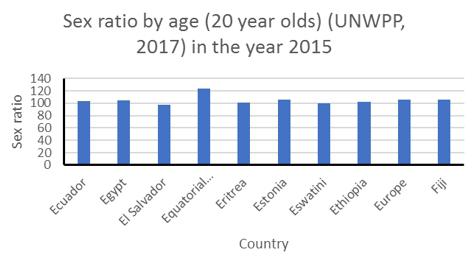 Sex ratio by age (20 year olds) (UNWPP,
2017) in the year 2015
Sex ratio
140
120
100
80
60
40
20
0
Ecuador
Egypt
El Salvador
Equatorial...
Eritrea
Estonia
Eswatini
Ethiopia
Europe
Fiji
Country